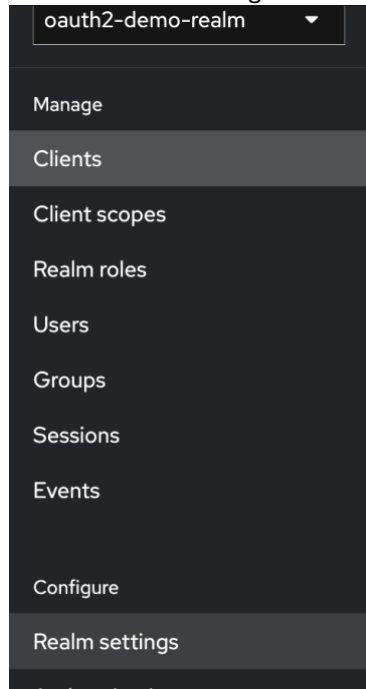 oauth2-demo-realm
Manage
Clients
Client scopes
Realm roles
Users
Groups
Sessions
Events
Configure
Realm settings